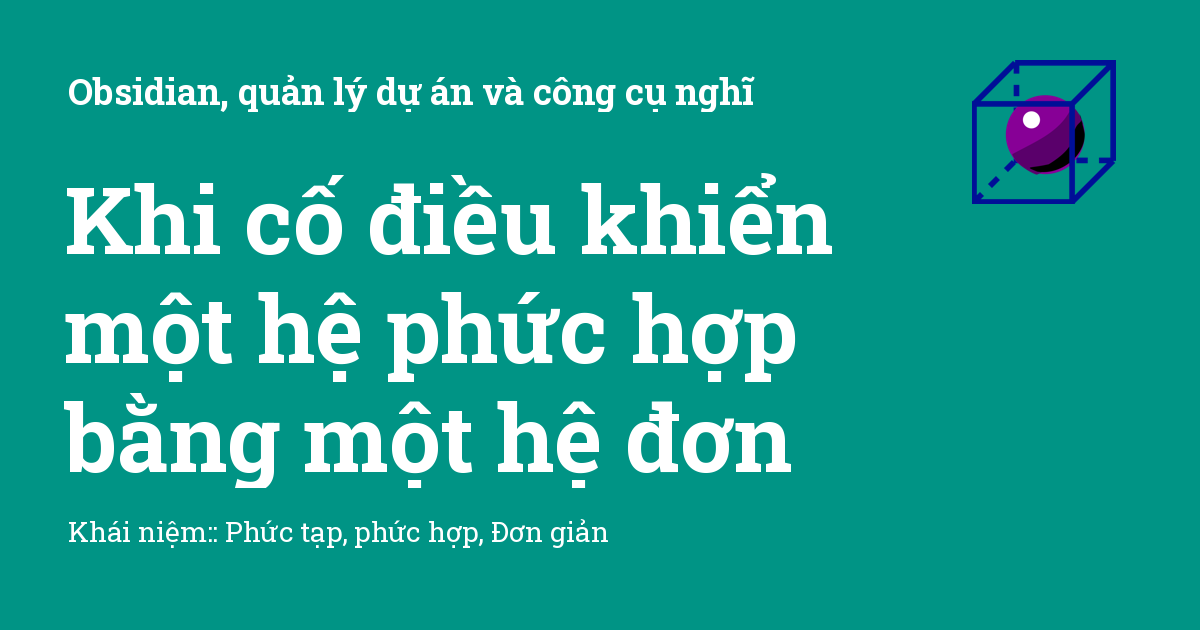 Obsidian, quản lý dự án và công cụ nghĩ
Khi cố điều khiển
một hệ phức hợp
bằng một hệ đơn
Khái niệm:: Phức tạp, phức hợp, Đơn giản